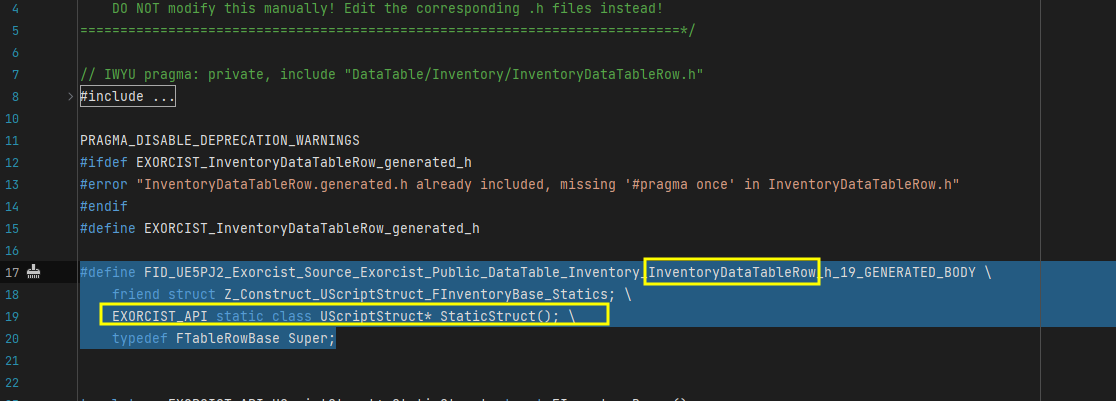 4 DO NOT modify this manually! Edit the corresponding .h files instead!
5 ===========================================================================*/
6
7 // IWYU pragma: private, include "DataTable/Inventory/InventoryDataTableRow.h"
8 #include ...
10
11 PRAGMA_DISABLE_DEPRECATION_WARNINGS
12 #ifdef EXORCIST_InventoryDataTableRow_generated_h
13 #error "InventoryDataTableRow.generated.h already included, missing '#pragma once' in InventoryDataTableRow.h"
14 #endif
15 #define EXORCIST_InventoryDataTableRow_generated_h
16
17 #define FID_UE5PJ2_Exorcist_Source_Exorcist_Public_DataTable_Inventory_InventoryDataTableRow_h_19_GENERATED_BODY \
18 friend struct Z_Construct_UScriptStruct_FInventoryBase_Statics; \
19 EXORCIST_API static class UScriptStruct* StaticStruct(); \
20 typedef FTableRowBase Super;
21
22